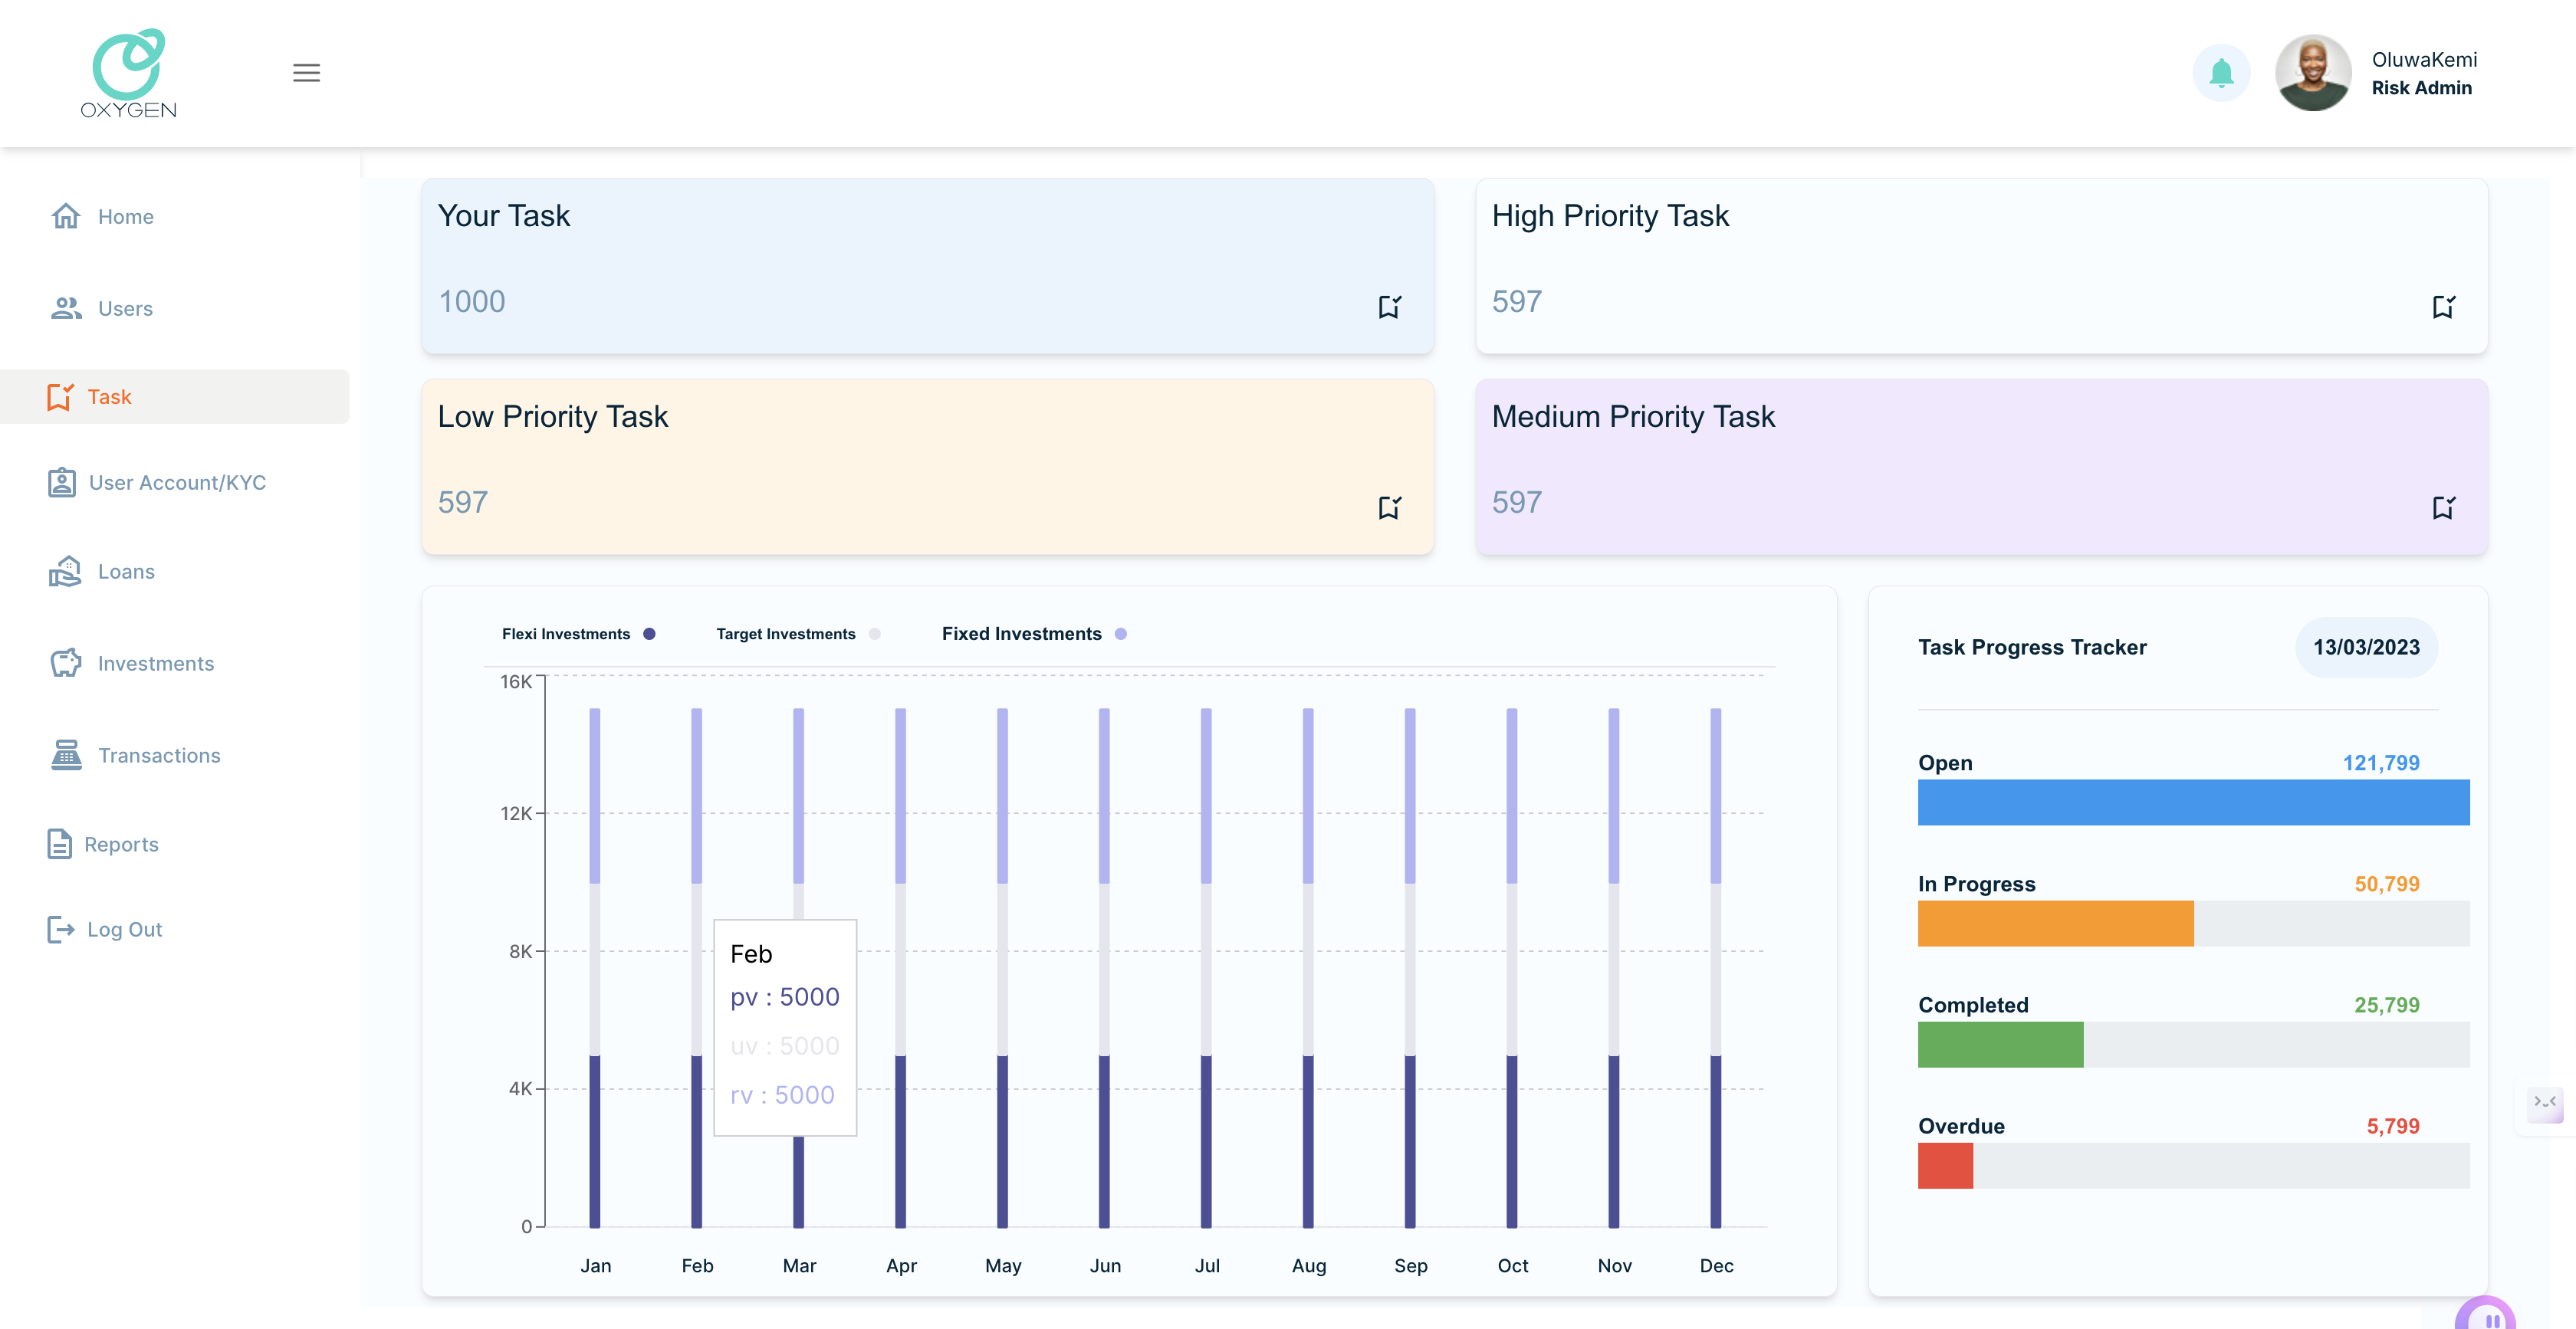 OXYGEN
OluwaKemi
Risk Admin
Home
Users
Task
User Account/KYC
Loans
Investments
Transactions
Reports
Log Out
Your Task
1000
High Priority Task
597
Low Priority Task
597
Medium Priority Task
597
Flexi Investments
Target Investments
Fixed Investments
16K
12K
8K
4K
0
Feb
pv : 5000
uv : 5000
rv : 5000
Jan Feb Mar Apr May Jun Jul Aug Sep Oct Nov Dec
Task Progress Tracker
13/03/2023
Open 121,799
In Progress 50,799
Completed 25,799
Overdue 5,799